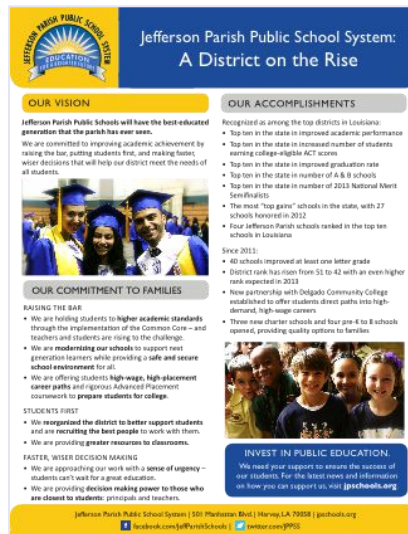 JEFFERSON PARISH PUBLIC SCHOOL SYSTEM
EDUCATION
FOR A BRIGHTER FUTURE
Jefferson Parish Public School System:
A District on the Rise
OUR VISION
Jefferson Parish Public Schools will have the best-educated
generation that the parish has ever seen.
We are committed to improving academic achievement by
raising the bar, putting students first, and making faster,
wiser decisions that will help our district meet the needs of
all students.
OUR COMMITMENT TO FAMILIES
RAISING THE BAR
• We are holding students to higher academic standards
through the implementation of the Common Core – and
teachers and students are rising to the challenge.
• We are modernizing our schools to support next
generation learners while providing a safe and secure
school environment for all.
• We are offering students high-wage, high-placement
career paths and rigorous Advanced Placement
coursework to prepare students for college.
STUDENTS FIRST
• We reorganized the district to better support students
and are recruiting the best people to work with them.
• We are providing greater resources to classrooms.
FASTER, WISER DECISION MAKING
• We are approaching our work with a sense of urgency –
students can't wait for a great education.
• We are providing decision making power to those who
are closest to students: principals and teachers.
OUR ACCOMPLISHMENTS
Recognized as among the top districts in Louisiana:
• Top ten in the state in improved academic performance
• Top ten in the state in increased number of students
earning college-eligible ACT scores
• Top ten in the state in improved graduation rate
• Top ten in the state in number of A & B schools
• Top ten in the state in number of 2013 National Merit
Semifinalists
• The most "top gains" schools in the state, with 27
schools honored in 2012
• Four Jefferson Parish schools ranked in the top ten
schools in Louisiana
Since 2011:
• 40 schools improved at least one letter grade
• District rank has risen from 51 to 42 with an even higher
rank expected in 2013
• New partnership with Delgado Community College
established to offer students direct paths into high-
demand, high-wage careers
• Three new charter schools and four pre-K to 8 schools
opened, providing quality options to families
INVEST IN PUBLIC EDUCATION.
We need your support to ensure the success of
our students. For the latest news and information
on how you can support us, visit jpschools.org
Jefferson Parish Public School System | 501 Manhattan Blvd. | Harvey, LA 70058 | jpschools.org
facebook.com/JeffParishSchools | twitter.com/JPPSS